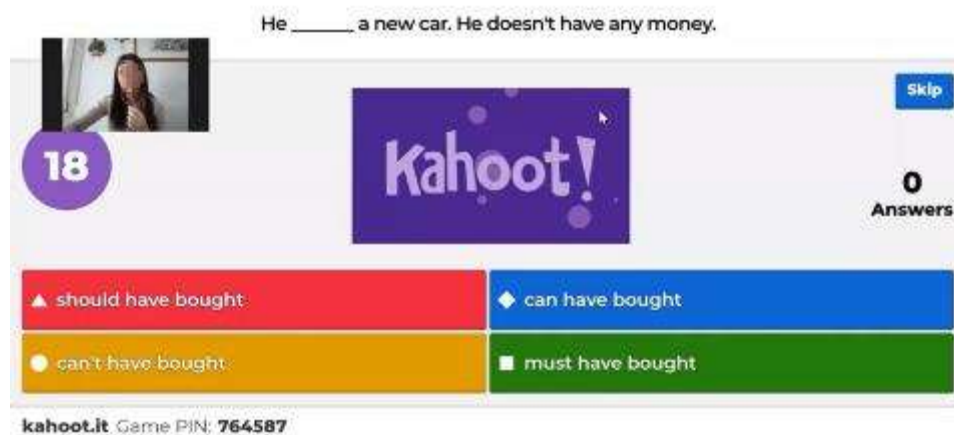 He ______ a new car. He doesn't have any money.
Skip
18
Kahoot!
0
Answers
should have bought
can have bought
can't have bought
must have bought
kahoot.it Game PIN: 764587